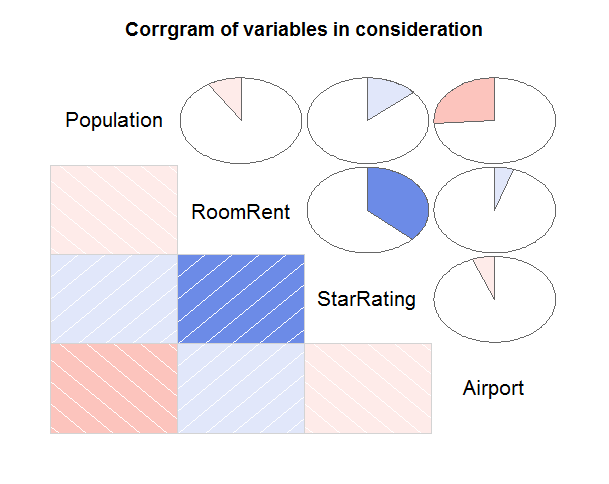 Corrgram of variables in consideration
Population
RoomRent
StarRating
Airport